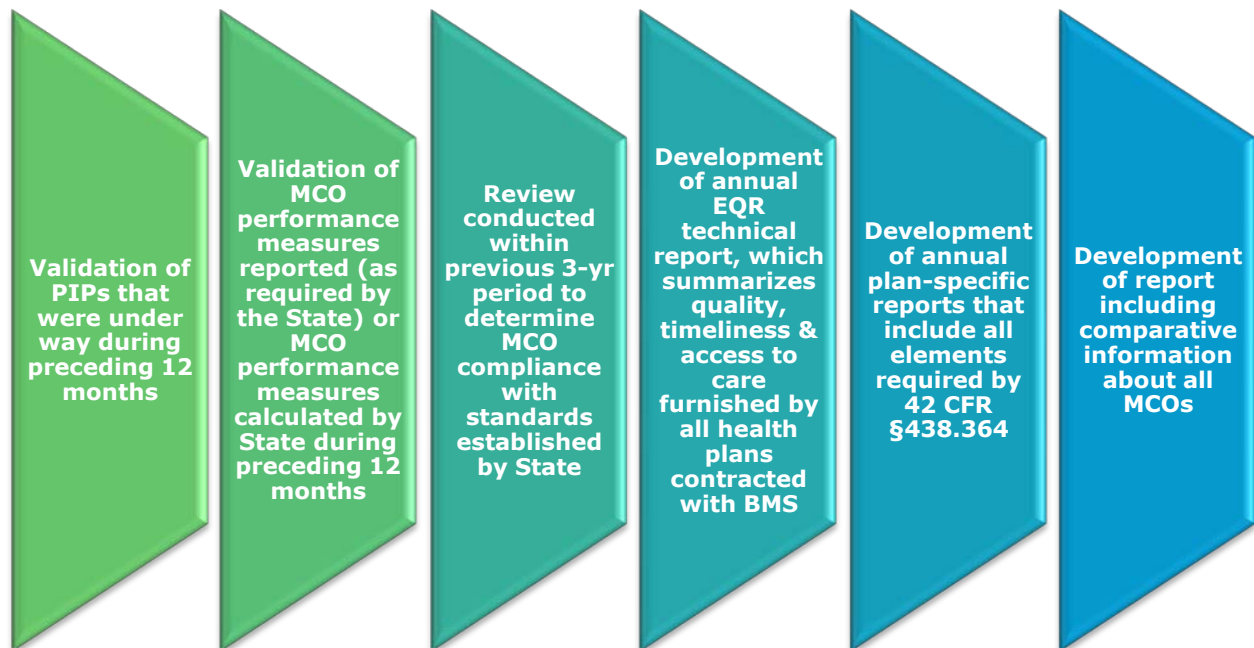 Validation of
PIPs that
were under
way during
preceding 12
months
Validation of
MCO
performance
measures
reported (as
required by
the State) or
MCO
performance
measures
calculated by
State during
preceding 12
months
Review
conducted
within
previous 3-yr
period to
determine
MCO
compliance
with
standards
established
by State
Development
of annual
EQR
technical
report, which
summarizes
quality,
timeliness &
access to
care
furnished by
all health
plans
contracted
with BMS
Development
of annual
plan-specific
reports that
include all
elements
required by
42 CFR
§438.364
Development
of report
including
comparative
information
about all
MCOs